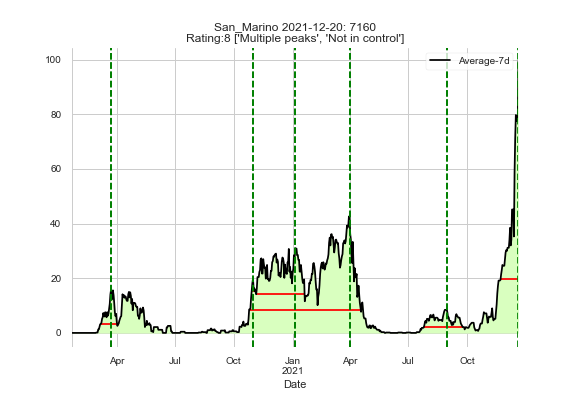 San_Marino 2021-12-20: 7160
Rating:8 ['Multiple peaks', 'Not in control']
Average-7d
100
80
60
40
20
0
Apr Jul Oct Jan Apr Jul Oct
2021
Date